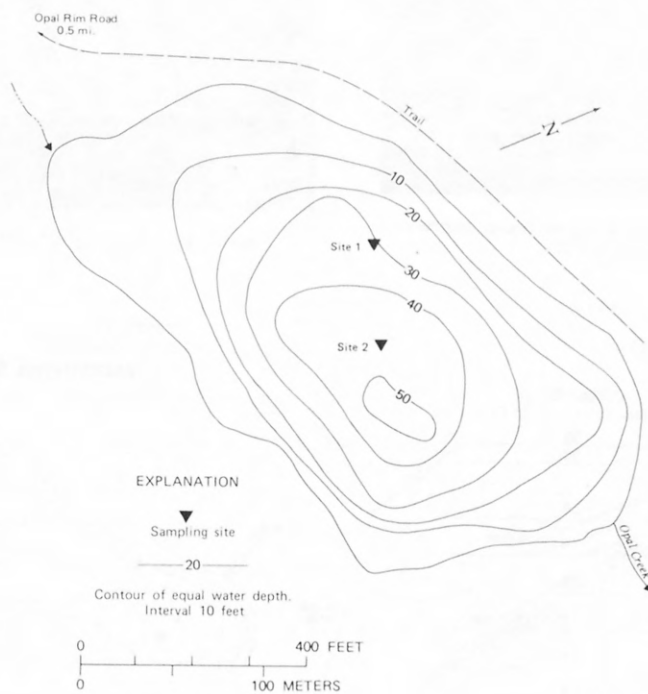 Opal Rim Road
0.5 mi.
Trail
N
10
20
Site 1
30
40
Site 2
50
EXPLANATION
Sampling site
20
Contour of equal water depth.
Interval 10 feet
Opal Creek
0 400 FEET
0 100 METERS